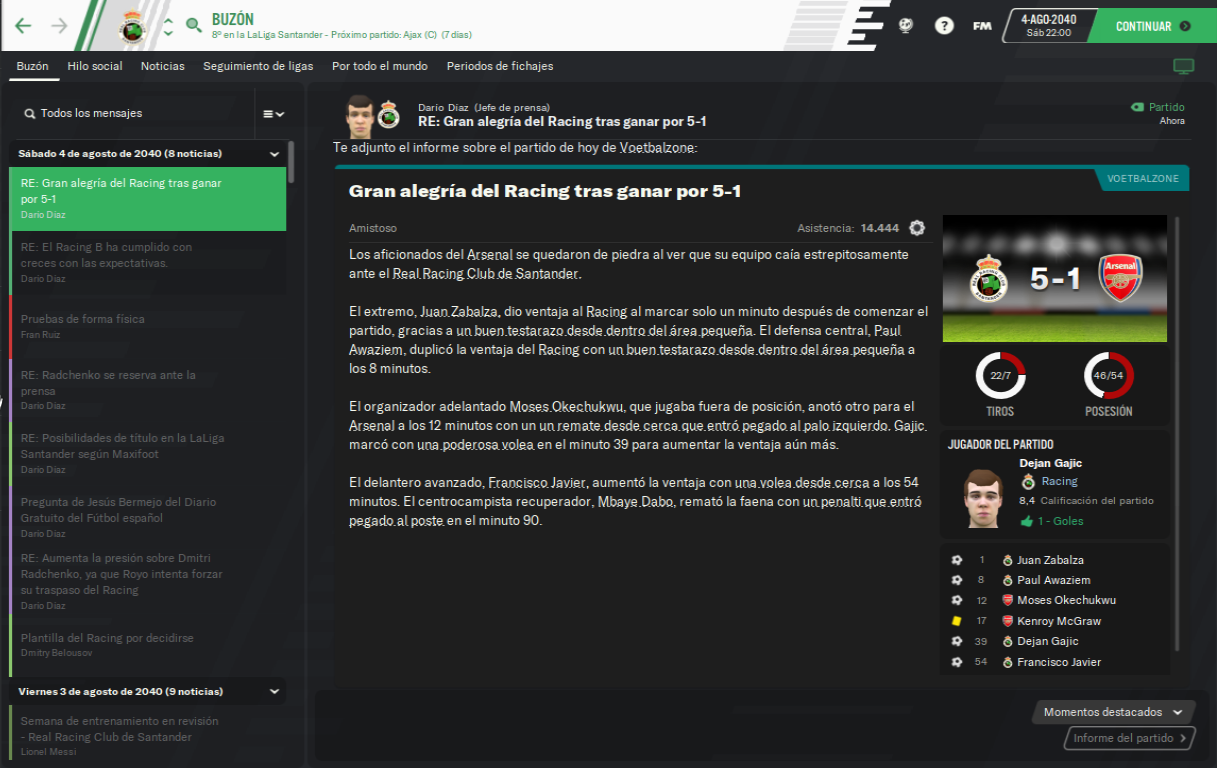 BUZÓN
8º en la LaLiga Santander - Próximo partido: Ajax (C) (7 días)
?
FM
4-AGO-2040
Sáb 22:00
CONTINUAR
Buzón
Hilo social
Noticias
Seguimiento de ligas
Por todo el mundo
Periodos de fichajes
Todos los mensajes
Sábado 4 de agosto de 2040 (8 noticias)
RE: Gran alegría del Racing tras ganar
por 5-1
Darío Díaz
RE: El Racing B ha cumplido con
creces con las expectativas.
Darío Díaz
Pruebas de forma física
Fran Ruiz
RE: Radchenko se reserva ante la
prensa
Darío Díaz
RE: Posibilidades de título en la LaLiga
Santander según Maxifoot
Darío Díaz
Pregunta de Jesús Bermejo del Diario
Gratuito del Fútbol español
Darío Díaz
RE: Aumenta la presión sobre Dmitri
Radchenko, ya que Royo intenta forzar
su traspaso del Racing
Darío Díaz
Plantilla del Racing por decidirse
Dmitry Belousov
Viernes 3 de agosto de 2040 (9 noticias)
Semana de entrenamiento en revisión
- Real Racing Club de Santander
Lionel Messi
Darío Díaz (Jefe de prensa)
RE: Gran alegría del Racing tras ganar por 5-1
Partido
Ahora
Te adjunto el informe sobre el partido de hoy de Voetbalzone:
VOETBALZONE
Gran alegría del Racing tras ganar por 5-1
Amistoso
Asistencia: 14.444
Los aficionados del Arsenal se quedaron de piedra al ver que su equipo caía estrepitosamente
ante el Real Racing Club de Santander.
El extremo, Juan Zabalza, dio ventaja al Racing al marcar solo un minuto después de comenzar el
partido, gracias a un buen testarazo desde dentro del área pequeña. El defensa central, Paul
Awaziem, duplicó la ventaja del Racing con un buen testarazo desde dentro del área pequeña a
los 8 minutos.
El organizador adelantado Moses Okechukwu, que jugaba fuera de posición, anotó otro para el
Arsenal a los 12 minutos con un un remate desde cerca que entró pegado al palo izquierdo. Gajic
marcó con una poderosa volea en el minuto 39 para aumentar la ventaja aún más.
El delantero avanzado, Francisco Javier, aumentó la ventaja con una volea desde cerca a los 54
minutos. El centrocampista recuperador, Mbaye Dabo, remató la faena con un penalti que entró
pegado al poste en el minuto 90.
5-1
Arsenal
22/7
TIROS
46/54
POSESIÓN
JUGADOR DEL PARTIDO
Dejan Gajic
Racing
8,4 Calificación del partido
1 - Goles
1 Juan Zabalza
8 Paul Awaziem
12 Moses Okechukwu
17 Kenroy McGraw
39 Dejan Gajic
54 Francisco Javier
Momentos destacados
Informe del partido